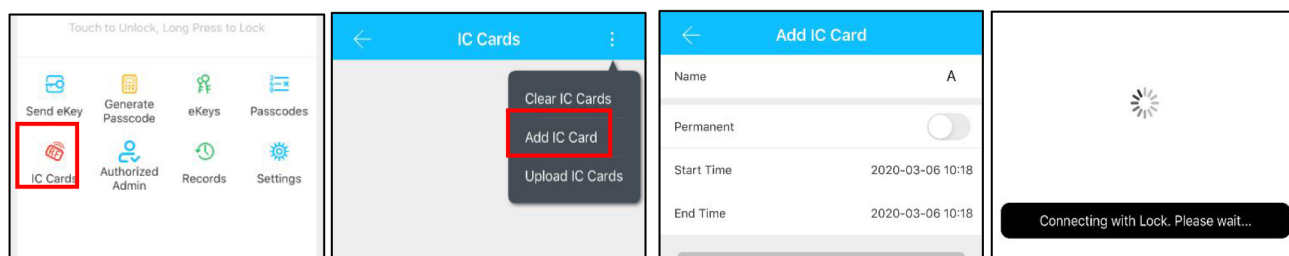 Touch to Unlock, Long Press to Lock
Send eKey
Generate
Passcode
eKeys
Passcodes
IC Cards
Authorized
Admin
Records
Settings
IC Cards
Clear IC Cards
Add IC Card
Upload IC Cards
Add IC Card
Name A
Permanent
Start Time 2020-03-06 10:18
End Time 2020-03-06 10:18
Connecting with Lock. Please wait...